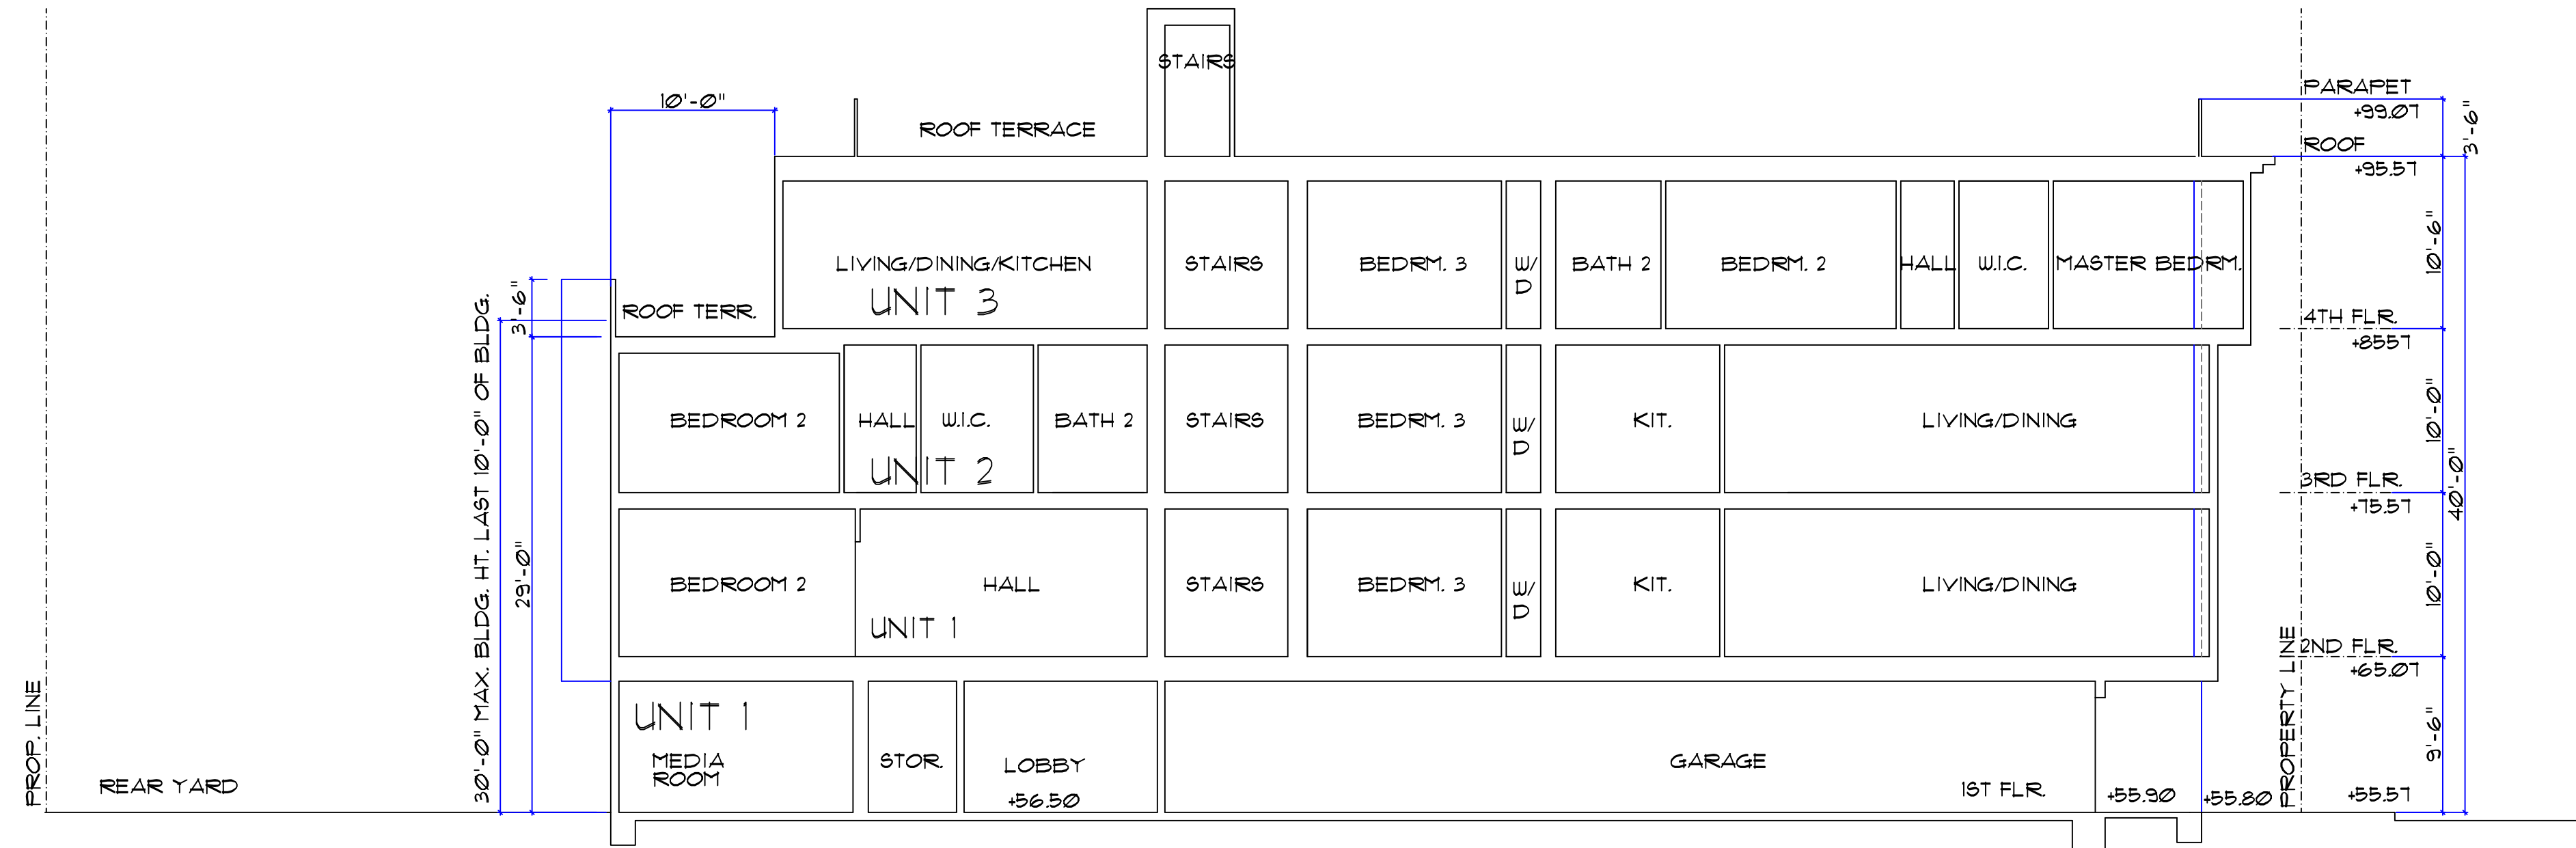 STAIRS
PARAPET
10'-0"
+99.07
ROOF TERRACE
3'-6"
ROOF
+95.57
LIVING/DINING/KITCHEN
STAIRS
BEDRM. 3
W/
D
BATH 2
BEDRM. 2
HALL
W.I.C.
MASTER BEDRM.
10'-6"
UNIT 3
3'-6"
ROOF TERR.
4TH FLR.
+8557
30'-0" MAX. BLDG. HT. LAST 10'-0" OF BLDG.
BEDROOM 2
HALL
W.I.C.
BATH 2
STAIRS
BEDRM. 3
W/
D
KIT.
LIVING/DINING
10'-0"
UNIT 2
40'-0"
3RD FLR.
+75.57
29'-0"
BEDROOM 2
HALL
STAIRS
BEDRM. 3
W/
D
KIT.
LIVING/DINING
10'-0"
UNIT 1
2ND FLR.
+65.07
PROP. LINE
UNIT 1
PROPERTY LINE
9'-6"
MEDIA
ROOM
STOR.
LOBBY
GARAGE
REAR YARD
1ST FLR.
+56.50
+55.90
+55.80
+55.57